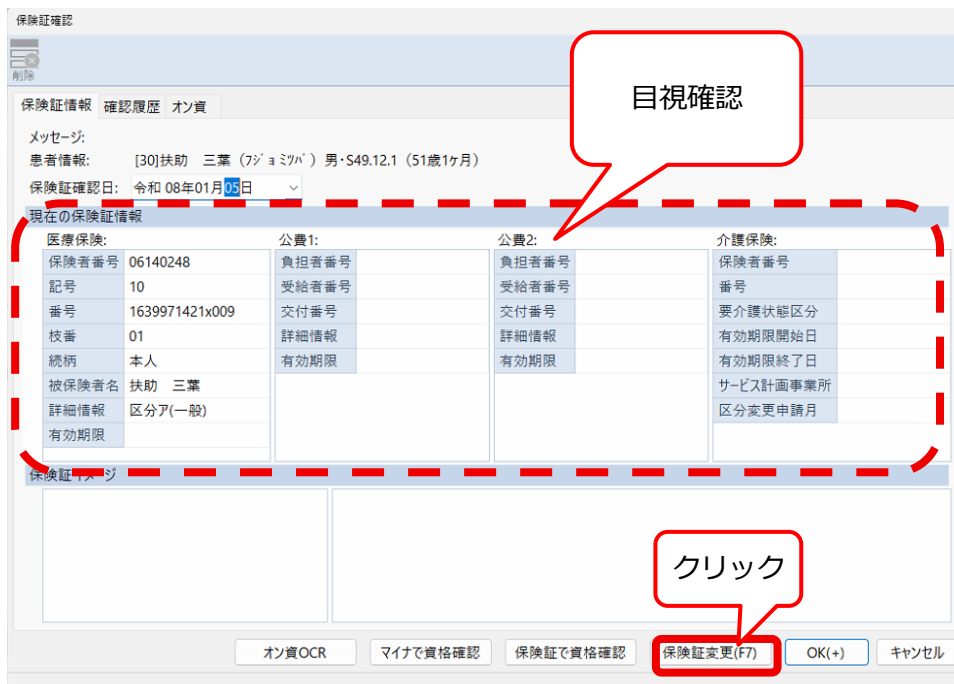 保険証確認
削除
目視確認
保険証情報 確認履歴 オン資
メッセージ:
患者情報: [30]扶助 三葉（ﾌｼﾞｮ ﾐﾂﾊﾞ）男・S49.12.1（51歳1ヶ月）
保険証確認日: 令和 08年01月05日
現在の保険証情報
医療保険: 公費1: 公費2: 介護保険:
保険者番号 06140248 負担者番号 負担者番号 保険者番号
記号 10 受給者番号 受給者番号 番号
番号 1639971421x009 交付番号 交付番号 要介護状態区分
枝番 01 詳細情報 詳細情報 有効期限開始日
続柄 本人 有効期限 有効期限 有効期限終了日
被保険者名 扶助 三葉 サービス計画事業所
詳細情報 区分ア(一般) 区分変更申請月
有効期限
保険証イメージ
クリック
オン資OCR マイナで資格確認 保険証で資格確認 保険証変更(F7) OK(+) キャンセル